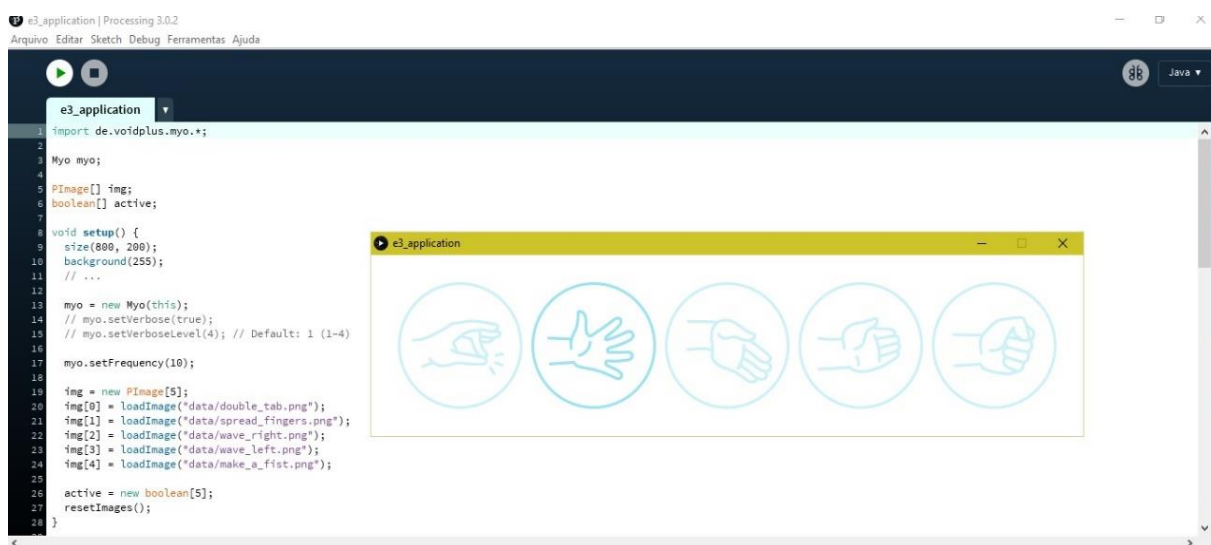 e3_application | Processing 3.0.2
Arquivo Editar Sketch Debug Ferramentas Ajuda
Java ▾
e3_application
1 import de.voidplus.myo.*;
2
3 Myo myo;
4
5 PImage[] img;
6 boolean[] active;
7
8 void setup() {
9 size(800, 200);
10 background(255);
11 // ...
12
13 myo = new Myo(this);
14 // myo.setVerbose(true);
15 // myo.setVerboseLevel(4); // Default: 1 (1-4)
16
17 myo.setFrequency(10);
18
19 img = new PImage[5];
20 img[0] = loadImage("data/double_tab.png");
21 img[1] = loadImage("data/spread_fingers.png");
22 img[2] = loadImage("data/wave_right.png");
23 img[3] = loadImage("data/wave_left.png");
24 img[4] = loadImage("data/make_a_fist.png");
25
26 active = new boolean[5];
27 resetImages();
28 }
e3_application